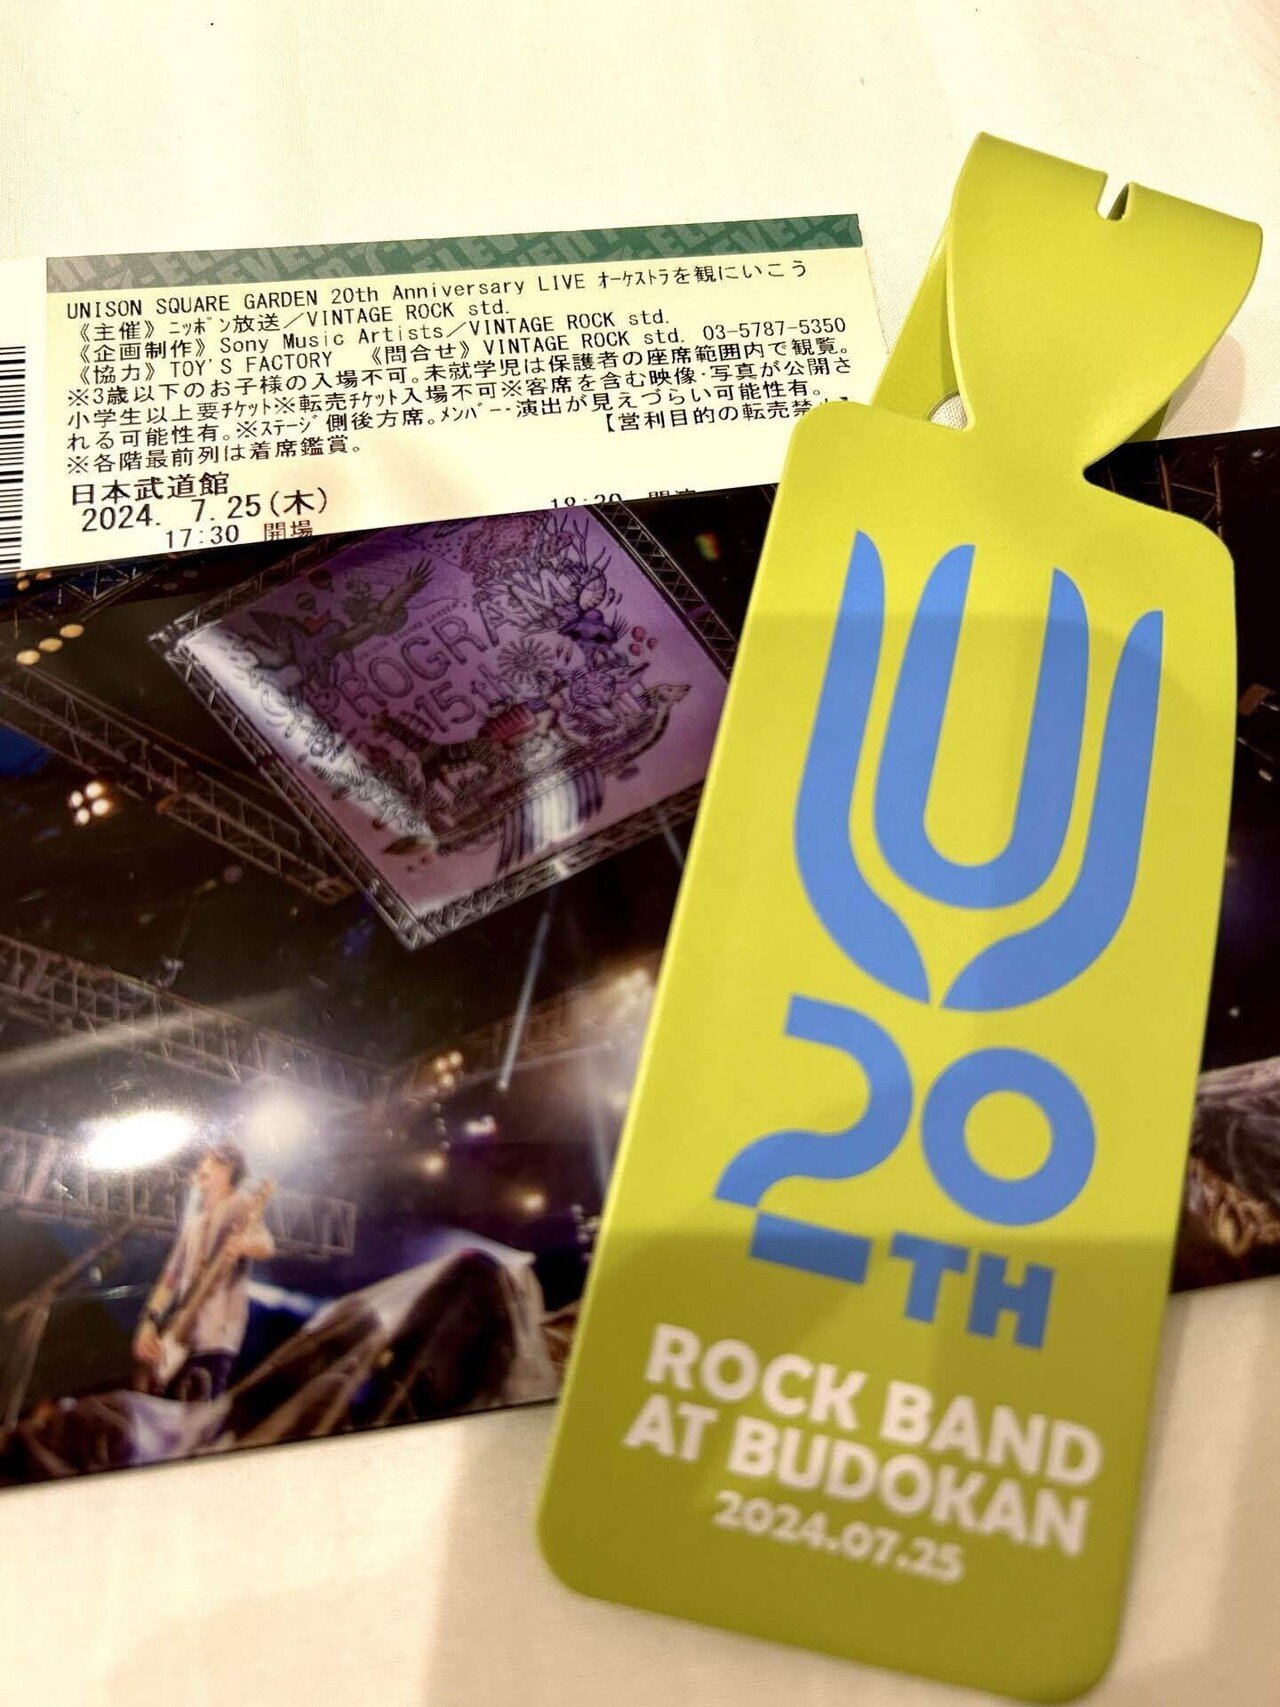 UNISON SQUARE GARDEN 20th Anniversary LIVE ｵｰｹｽﾄﾗを観にいこう
《主催》ﾆｯﾎﾟﾝ放送／VINTAGE ROCK std.
《企画制作》Sony Music Artists／VINTAGE ROCK std.
《協力》TOY'S FACTORY 《問合せ》VINTAGE ROCK std. 03-5787-5350
※3歳以下のお子様の入場不可。未就学児は保護者の座席範囲内で観覧。
小学生以上要ﾁｹｯﾄ※転売ﾁｹｯﾄ入場不可※客席を含む映像・写真が公開さ
れる可能性有。※ｽﾃｰｼﾞ側後方席。ﾒﾝﾊﾞｰ・演出が見えづらい可能性有。
※各階最前列は着席鑑賞。 【営利目的の転売禁止】
日本武道館
2024. 7.25(木)
17:30 開場 18:30 開演
PROGRAM
15th
U
20
TH
ROCK BAND
AT BUDOKAN
2024.07.25